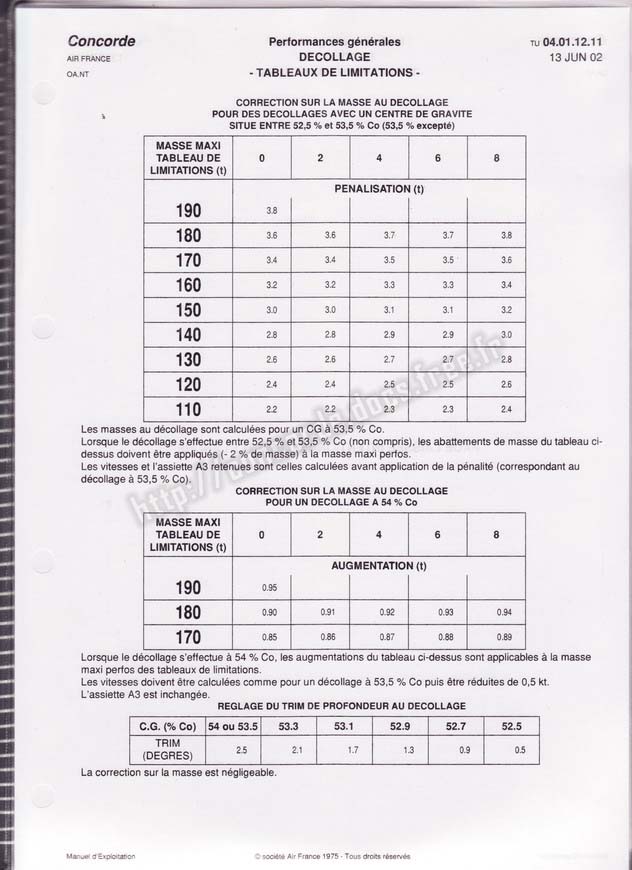 Concorde
AIR FRANCE
OA.NT
Performances générales
DECOLLAGE
- TABLEAUX DE LIMITATIONS -
TU 04.01.12.11
13 JUN 02
CORRECTION SUR LA MASSE AU DECOLLAGE
POUR DES DECOLLAGES AVEC UN CENTRE DE GRAVITE
SITUE ENTRE 52,5 % et 53,5 % Co (53,5 % excepté)
MASSE MAXI
TABLEAU DE
LIMITATIONS (t)
0 2 4 6 8
PENALISATION (t)
190 3.8
180 3.6 3.6 3.7 3.7 3.8
170 3.4 3.4 3.5 3.5 3.6
160 3.2 3.2 3.3 3.3 3.4
150 3.0 3.0 3.1 3.1 3.2
140 2.8 2.8 2.9 2.9 3.0
130 2.6 2.6 2.7 2.7 2.8
120 2.4 2.4 2.5 2.5 2.6
110 2.2 2.2 2.3 2.3 2.4
Les masses au décollage sont calculées pour un CG à 53,5 % Co.
Lorsque le décollage s'effectue entre 52,5 % et 53,5 % Co (non compris), les abattements de masse du tableau ci-
dessus doivent être appliqués (- 2 % de masse) à la masse maxi perfos.
Les vitesses et l'assiette A3 retenues sont celles calculées avant application de la pénalité (correspondant au
décollage à 53,5 % Co).
CORRECTION SUR LA MASSE AU DECOLLAGE
POUR UN DECOLLAGE A 54 % Co
MASSE MAXI
TABLEAU DE
LIMITATIONS (t)
0 2 4 6 8
AUGMENTATION (t)
190 0.95
180 0.90 0.91 0.92 0.93 0.94
170 0.85 0.86 0.87 0.88 0.89
Lorsque le décollage s'effectue à 54 % Co, les augmentations du tableau ci-dessus sont applicables à la masse
maxi perfos des tableaux de limitations.
Les vitesses doivent être calculées comme pour un décollage à 53,5 % Co puis être réduites de 0,5 kt.
L'assiette A3 est inchangée.
REGLAGE DU TRIM DE PROFONDEUR AU DECOLLAGE
C.G. (% Co) 54 ou 53.5 53.3 53.1 52.9 52.7 52.5
TRIM
(DEGRES)
2.5 2.1 1.7 1.3 0.9 0.5
La correction sur la masse est négligeable.
Manuel d'Exploitation
© société Air France 1975 - Tous droits réservés